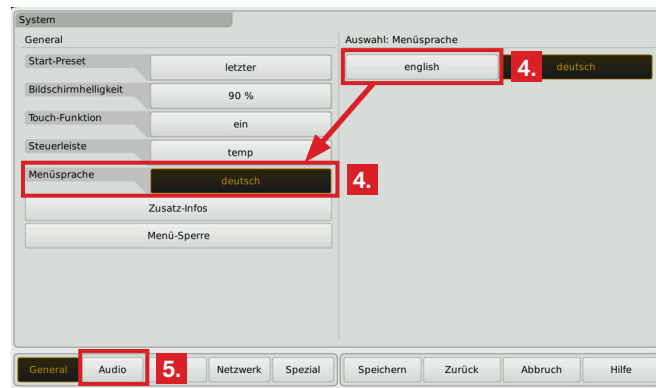 System
General
Start-Preset
letzter
Bildschirmhelligkeit
90 %
Touch-Funktion
ein
Steuerleiste
temp
Menüsprache
deutsch
4.
Zusatz-Infos
Menü-Sperre
Auswahl: Menüsprache
english
4.
deutsch
General
Audio
5.
Netzwerk
Spezial
Speichern
Zurück
Abbruch
Hilfe